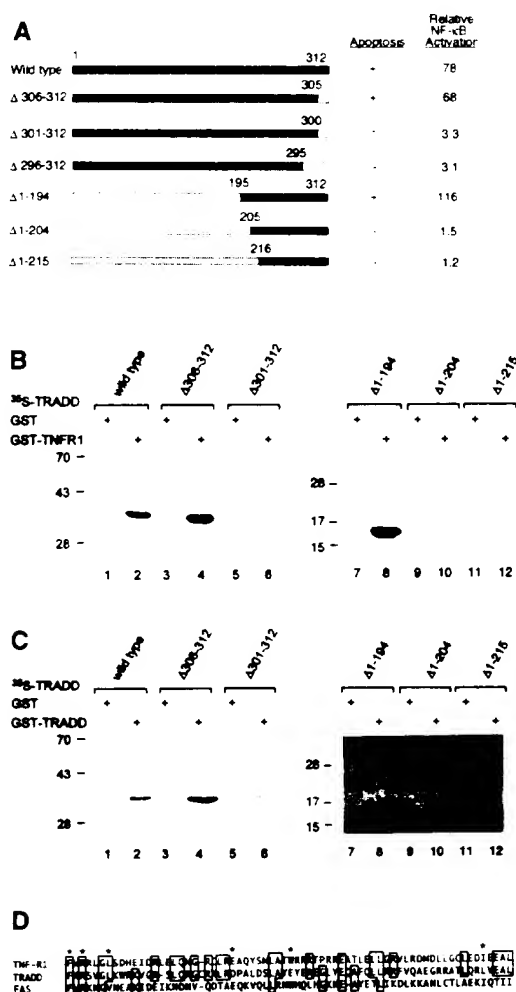 A
Relative
NF-κB
Apoptosis Activation
1 312
Wild type + 78
305
Δ 306-312 + 68
300
Δ 301-312 - 3.3
295
Δ 296-312 - 3.1
195 312
Δ1-194 + 116
205
Δ1-204 - 1.5
216
Δ1-215 - 1.2
B
wild type Δ306-312 Δ301-312 Δ1-194 Δ1-204 Δ1-215
³⁵S-TRADD
GST + + + + + +
GST-TNFR1 + + + + + +
70 -
43 -
28 -
28 -
17 -
15 -
1 2 3 4 5 6 7 8 9 10 11 12
C
wild type Δ306-312 Δ301-312 Δ1-194 Δ1-204 Δ1-215
³⁵S-TRADD
GST + + + + + +
GST-TRADD + + + + + +
70 -
43 -
28 -
28 -
17 -
15 -
1 2 3 4 5 6 7 8 9 10 11 12
D
TNF-R1
TRADD
FAS